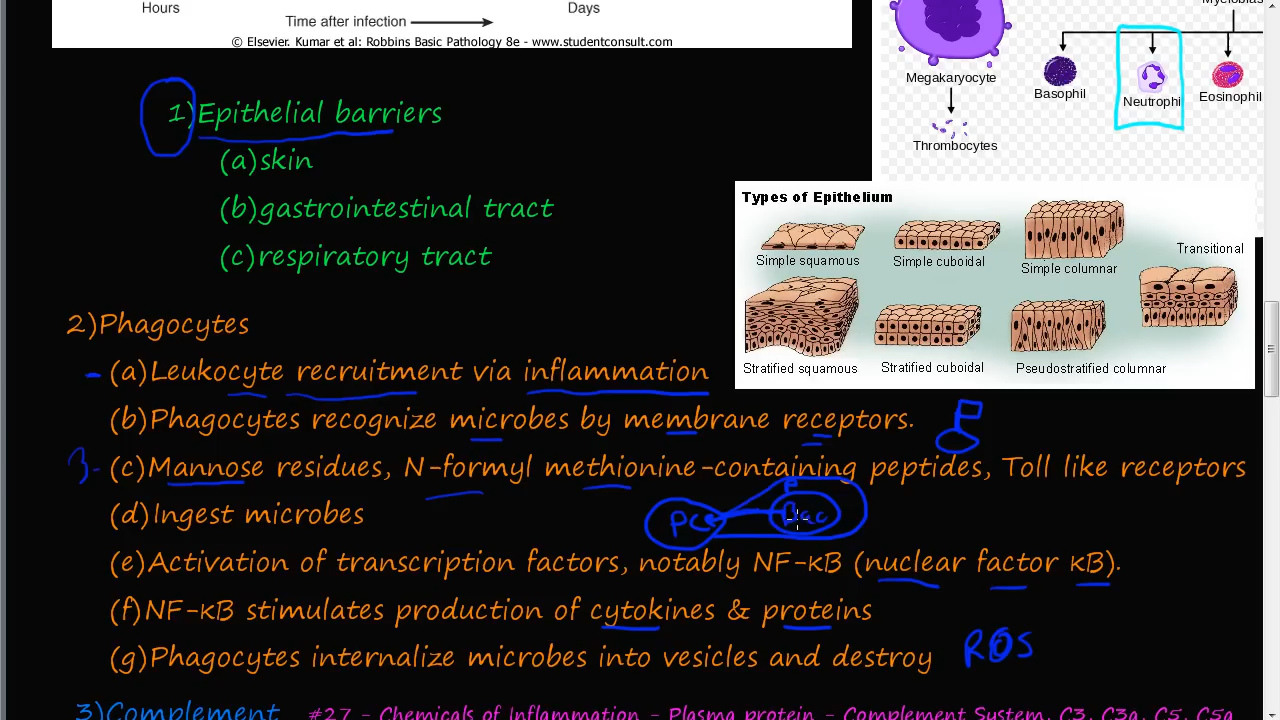 Hours
Days
Time after infection
© Elsevier. Kumar et al: Robbins Basic Pathology 8e - www.studentconsult.com
Megakaryocyte
Thrombocytes
Basophil
Neutrophi
Eosinophil
1)Epithelial barriers
(a)skin
(b)gastrointestinal tract
(c)respiratory tract
Types of Epithelium
Simple squamous
Simple cuboidal
Simple columnar
Transitional
Stratified squamous
Stratified cuboidal
Pseudostratified columnar
2)Phagocytes
(a)Leukocyte recruitment via inflammation
(b)Phagocytes recognize microbes by membrane receptors.
(c)Mannose residues, N-formyl methionine-containing peptides, Toll like receptors
(d)Ingest microbes
PC
Bac
(e)Activation of transcription factors, notably NF-κB (nuclear factor κB).
(f)NF-κB stimulates production of cytokines & proteins
(g)Phagocytes internalize microbes into vesicles and destroy
ROS
3)Complement
#27 - Chemicals of Inflammation - Plasma protein - Complement System, C3, C3a, C5, C5a